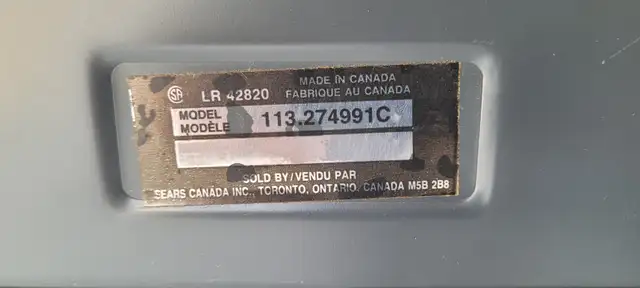 LR 42820
MADE IN CANADA
FABRIQUE AU CANADA
MODEL
MODÈLE
113.274991C
SOLD BY/VENDU PAR
SEARS CANADA INC., TORONTO, ONTARIO, CANADA M5B 2B8